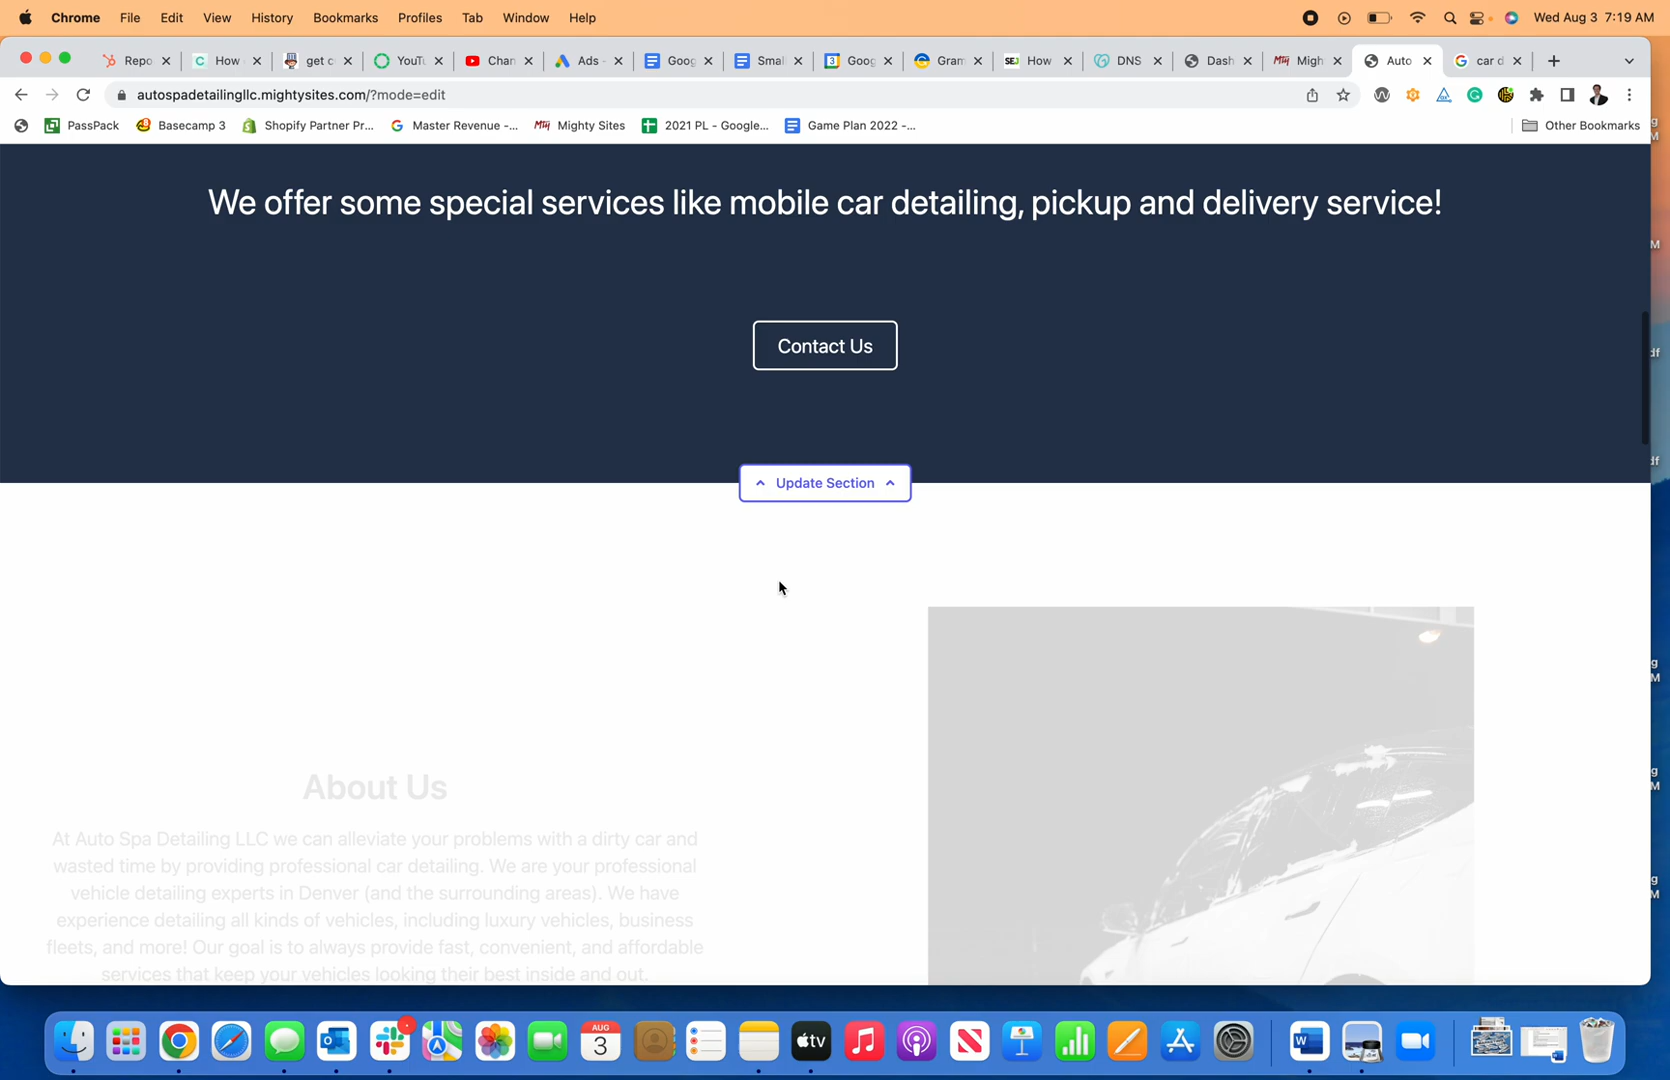 Chrome File Edit View History Bookmarks Profiles Tab Window Help Wed Aug 3 7:19 AM
Repo How get c YouTu Chan Ads - Goog Smal Goog Gram How DNS Dash Migh Auto car d
autospadetailingllc.mightysites.com/?mode=edit
PassPack Basecamp 3 Shopify Partner Pr... Master Revenue -... Mighty Sites 2021 PL - Google... Game Plan 2022 -... Other Bookmarks
We offer some special services like mobile car detailing, pickup and delivery service!
Contact Us
Update Section
About Us
At Auto Spa Detailing LLC we can alleviate your problems with a dirty car and
wasted time by providing professional car detailing. We are your professional
vehicle detailing experts in Denver (and the surrounding areas). We have
experience detailing all kinds of vehicles, including luxury vehicles, business
fleets, and more! Our goal is to always provide fast, convenient, and affordable
services that keep your vehicles looking their best inside and out.
AUG
3
tv